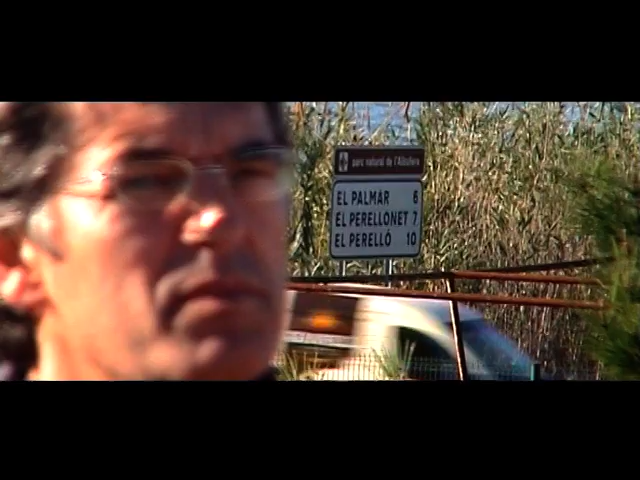 parc natural de l'Albufera
EL PALMAR 6
EL PERELLONET 7
EL PERELLÓ 10